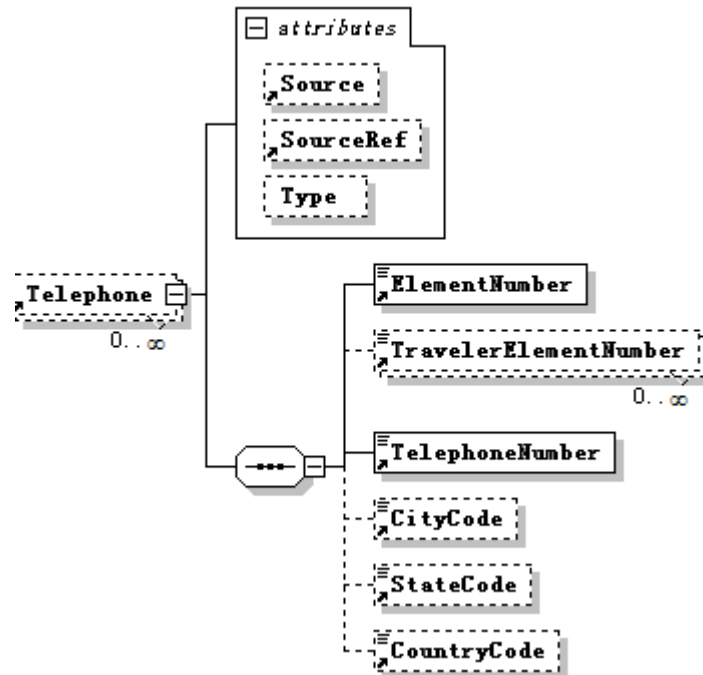 attributes
Source
SourceRef
Type
Telephone
0..∞
ElementNumber
TravelerElementNumber
0..∞
TelephoneNumber
CityCode
StateCode
CountryCode